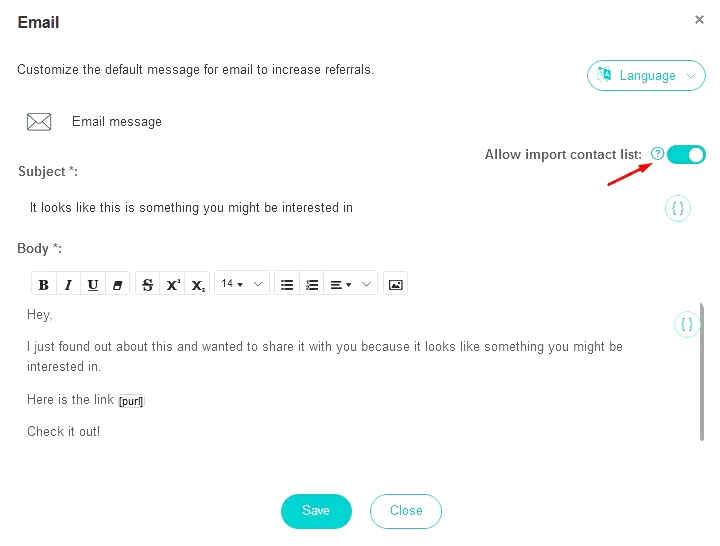 Email
×
Customize the default message for email to increase referrals.
Language
Email message
Allow import contact list: ?
Subject *:
It looks like this is something you might be interested in
{ }
Body *:
B I U S X² X₂ 14
Hey,
{ }
I just found out about this and wanted to share it with you because it looks like something you might be
interested in.
Here is the link [purl]
Check it out!
Save Close